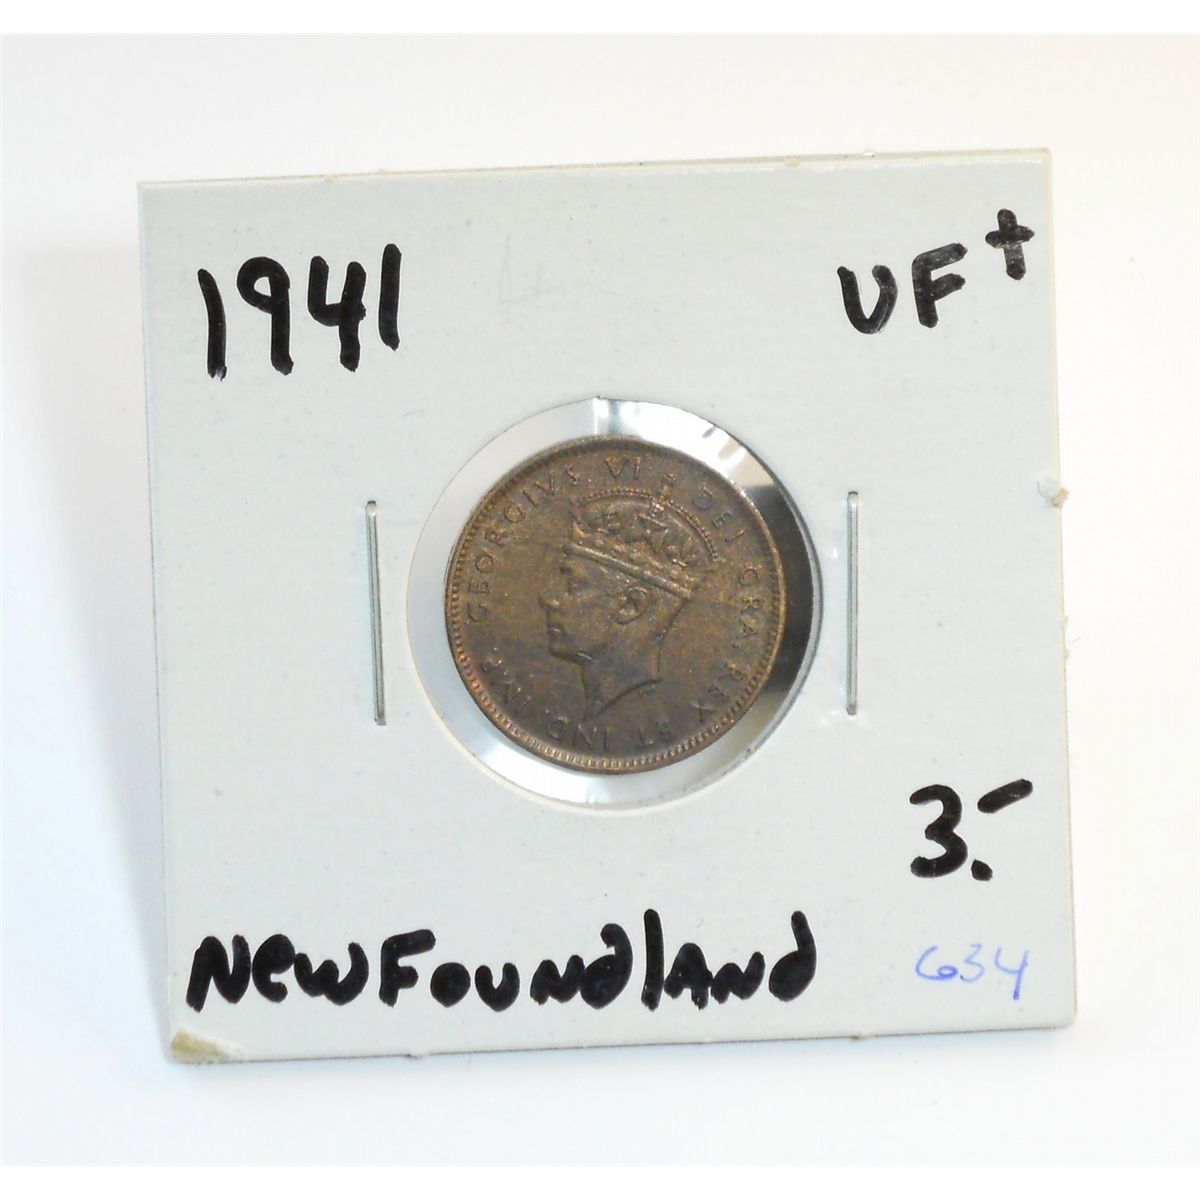 1941
VF+
GEORGIVS VI DEI GRA. REX ET IND. IMP.
3.-
NewFoundlANd
634